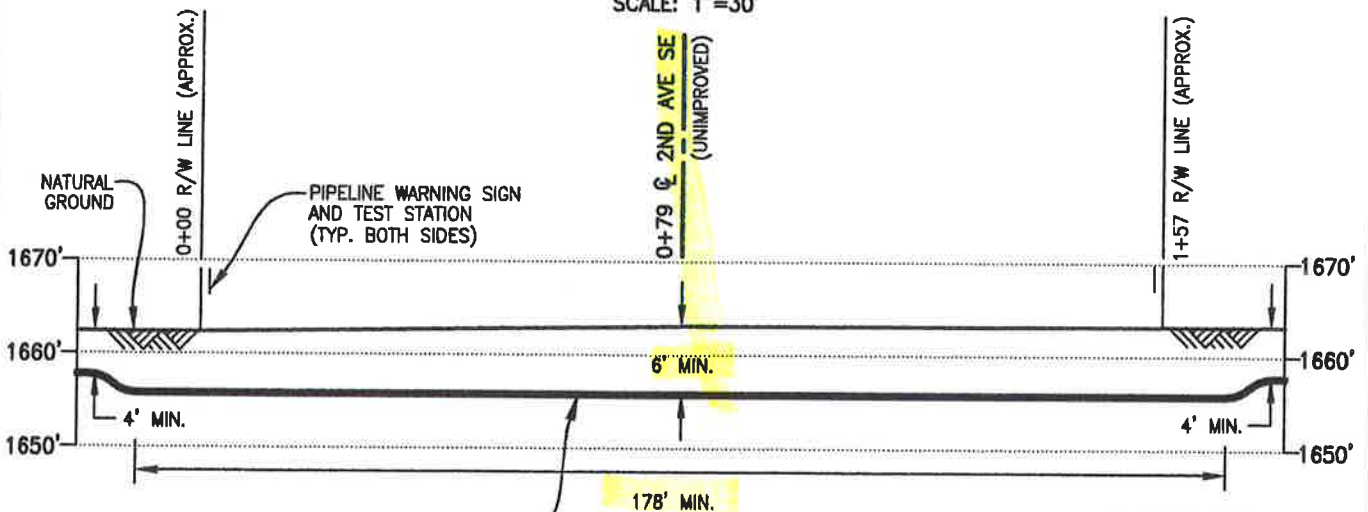 SCALE: 1"=30'
0+00 R/W LINE (APPROX.)
0+79 ℄ 2ND AVE SE
(UNIMPROVED)
1+57 R/W LINE (APPROX.)
NATURAL
GROUND
PIPELINE WARNING SIGN
AND TEST STATION
(TYP. BOTH SIDES)
1670'
1670'
1660'
1660'
6' MIN.
4' MIN.
4' MIN.
1650'
1650'
178' MIN.